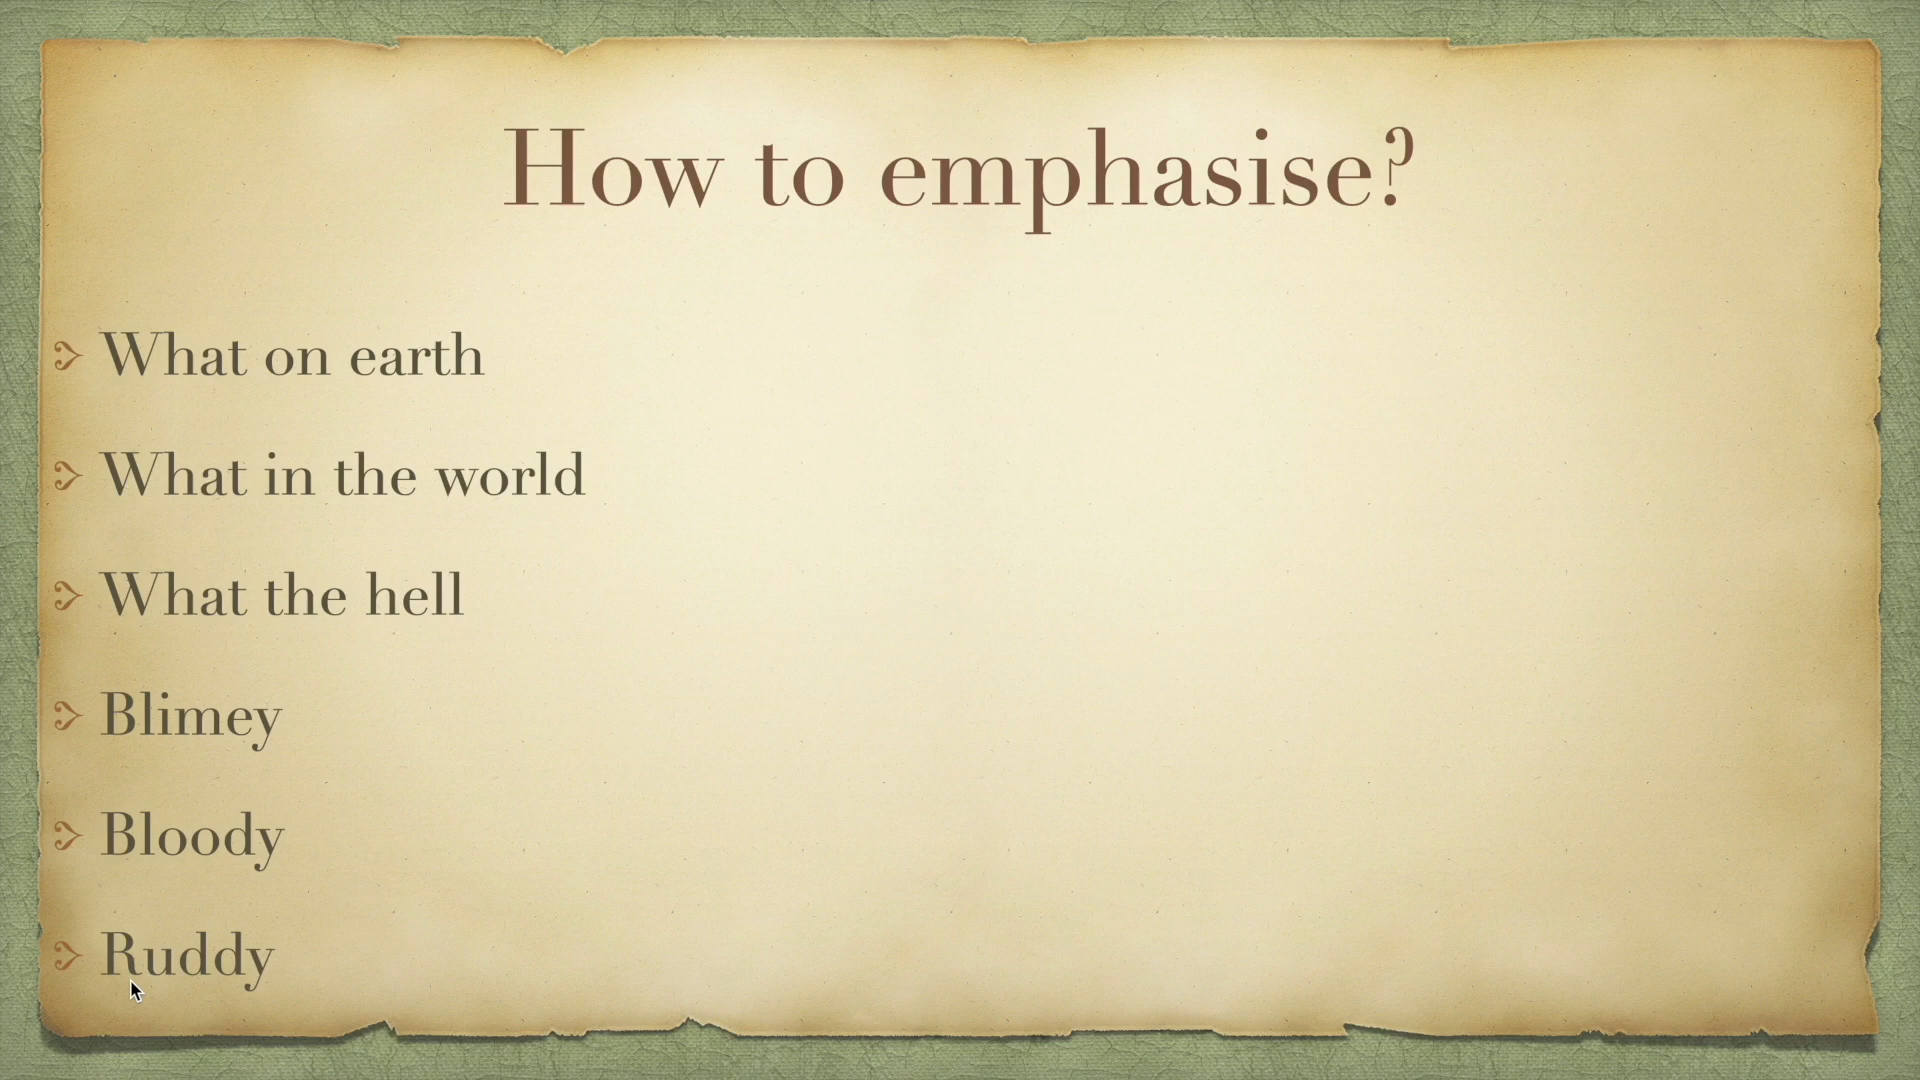 How to emphasise?
What on earth
What in the world
What the hell
Blimey
Bloody
Ruddy